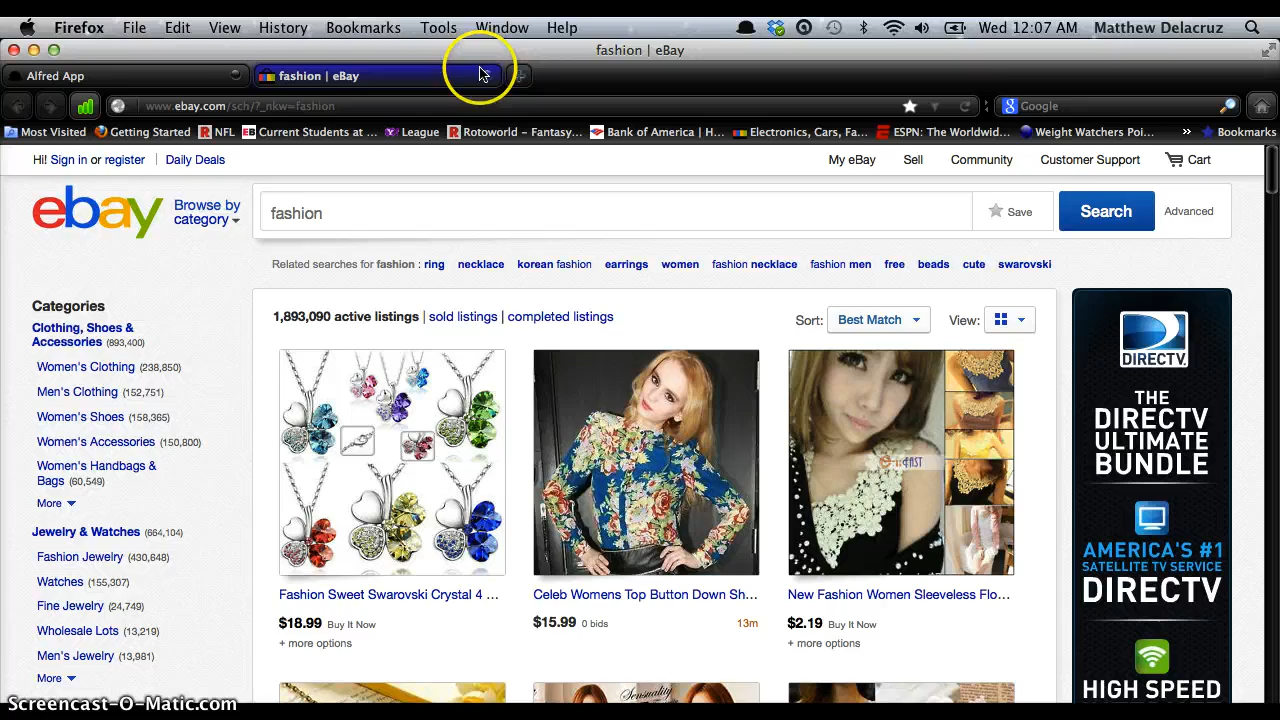 Firefox File Edit View History Bookmarks Tools Window Help Wed 12:07 AM Matthew Delacruz
fashion | eBay
Alfred App fashion | eBay
www.ebay.com/sch/?_nkw=fashion Google
Most Visited Getting Started NFL Current Students at ... League Rotoworld – Fantasy... Bank of America | H... Electronics, Cars, Fa... ESPN: The Worldwid... Weight Watchers Poi... » Bookmarks
Hi! Sign in or register | Daily Deals My eBay Sell Community Customer Support Cart
ebay
Browse by
category
fashion Save Search Advanced
Related searches for fashion : ring necklace korean fashion earrings women fashion necklace fashion men free beads cute swarovski
Categories
Clothing, Shoes &
Accessories (893,400)
Women's Clothing (238,850)
Men's Clothing (152,751)
Women's Shoes (158,365)
Women's Accessories (150,800)
Women's Handbags &
Bags (60,549)
More
Jewelry & Watches (664,104)
Fashion Jewelry (430,648)
Watches (155,307)
Fine Jewelry (24,749)
Wholesale Lots (13,219)
Men's Jewelry (13,981)
More
1,893,090 active listings | sold listings | completed listings
Sort: Best Match View:
Fashion Sweet Swarovski Crystal 4 ...
$18.99 Buy It Now
+ more options
Celeb Womens Top Button Down Sh...
$15.99 0 bids 13m
New Fashion Women Sleeveless Flo...
$2.19 Buy It Now
+ more options
Sensuality
DIRECTV
THE
DIRECTV
ULTIMATE
BUNDLE
AMERICA'S #1
SATELLITE TV SERVICE
DIRECTV
HIGH SPEED
Screencast-O-Matic.com